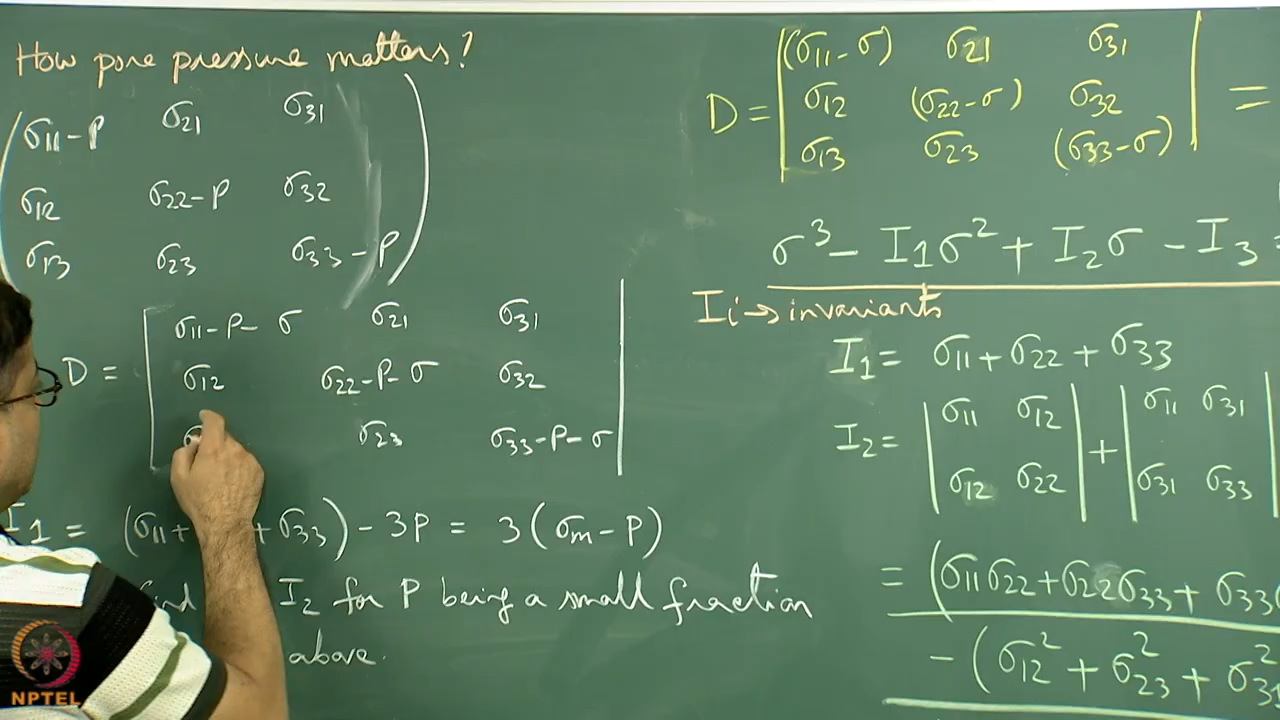 How pore pressure matters?
σ11-P σ21 σ31
σ12 σ22-P σ32
σ13 σ23 σ33-P
D = σ11-P-σ σ21 σ31
σ12 σ22-P-σ σ32
σ23 σ33-P-σ
I1 = (σ11+ +σ33) - 3P = 3(σm-P)
I2 for P being a small fraction
above.
D = (σ11-σ) σ21 σ31 =
σ12 (σ22-σ) σ32
σ13 σ23 (σ33-σ)
σ³ - I1σ² + I2σ - I3 =
Ii → invariants
I1 = σ11 + σ22 + σ33
I2 = |σ11 σ12| + |σ11 σ31|
|σ12 σ22| |σ31 σ33|
= (σ11σ22+σ22σ33+σ33σ
- (σ12² + σ23² + σ31²
NPTEL